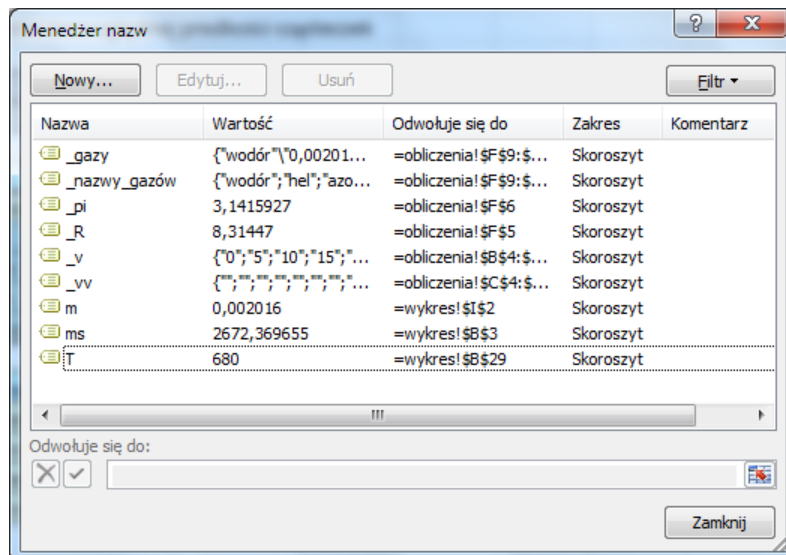 Menedżer nazw
Nowy... Edytuj... Usuń Filtr
Nazwa Wartość Odwołuje się do Zakres Komentarz
_gazy {"wodór"\"0,00201... =obliczenia!$F$9:$... Skoroszyt
_nazwy_gazów {"wodór";"hel";"azo... =obliczenia!$F$9:$... Skoroszyt
_pi 3,1415927 =obliczenia!$F$6 Skoroszyt
_R 8,31447 =obliczenia!$F$5 Skoroszyt
_v {"0";"5";"10";"15";"... =obliczenia!$B$4:$... Skoroszyt
_vv {"";"";"";"";"";"";"";"... =obliczenia!$C$4:$... Skoroszyt
m 0,002016 =wykres!$I$2 Skoroszyt
ms 2672,369655 =wykres!$B$3 Skoroszyt
T 680 =wykres!$B$29 Skoroszyt
Odwołuje się do:
Zamknij